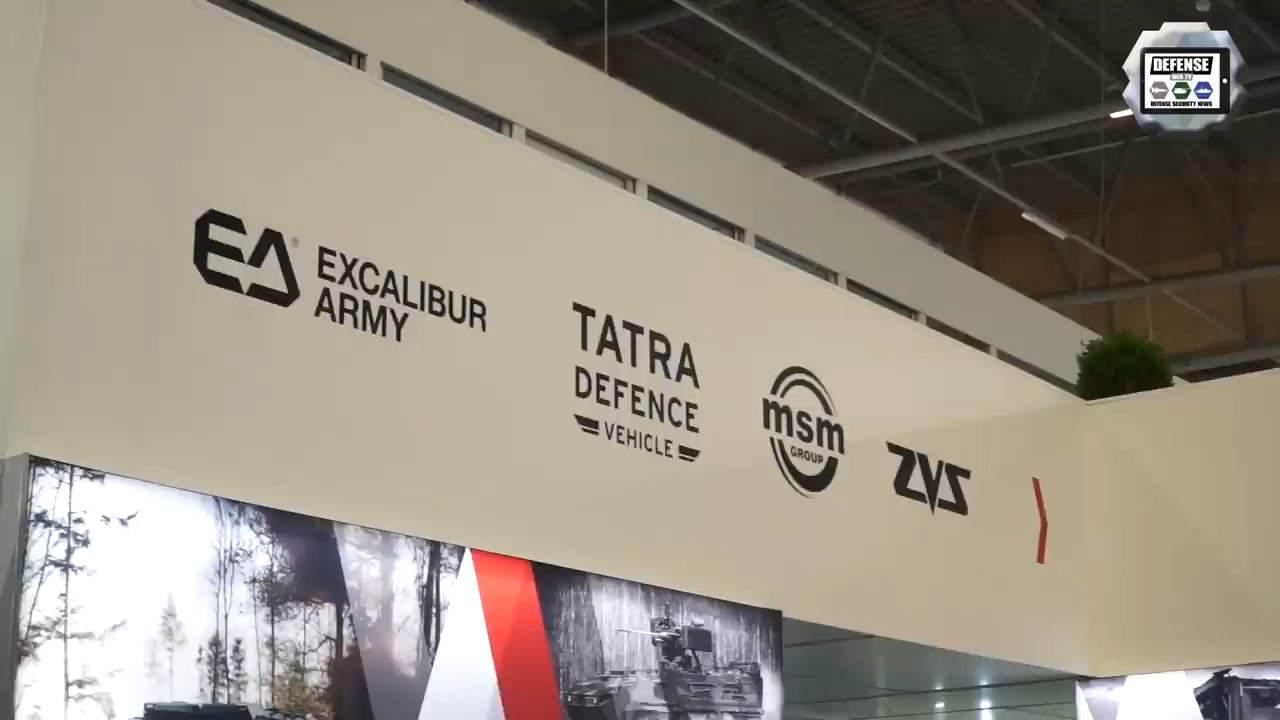 EA
EXCALIBUR
ARMY
TATRA
DEFENCE
VEHICLE
msm
GROUP
ZVS
DEFENSE
WEB TV
DEFENSE SECURITY NEWS